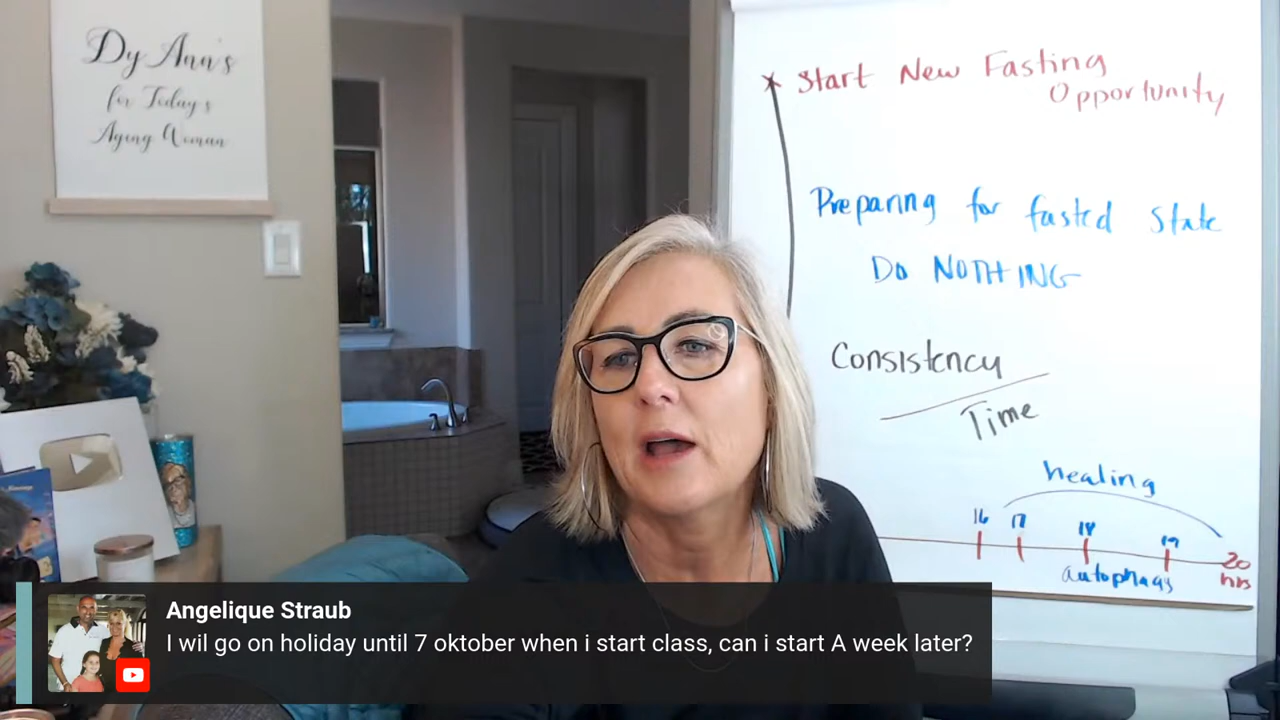 DyAnn's
for Today's
Aging Woman
Start New Fasting
Opportunity
Preparing for fasted State
DO NOTHING
Consistency
Time
healing
16 17 18 19 20
hrs
autophagy
Angelique Straub
I wil go on holiday until 7 oktober when i start class, can i start A week later?